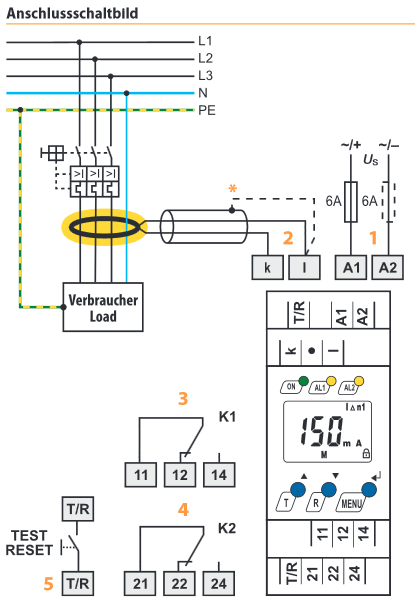 Anschlussschaltbild
L1
L2
L3
N
PE
~/+ ~/–
Us
6A 6A
>I >I >I
*
2 1
k l A1 A2
Verbraucher
Load
T/R A1 A2
k • l
ON AL1 AL2
I∆n1
150 m A
M
▲ ▼ ↵
T R MENU
3
K1
11 12 14
4
K2
21 22 24
T/R
TEST
RESET
5
T/R
11 12 14
T/R 21 22 24